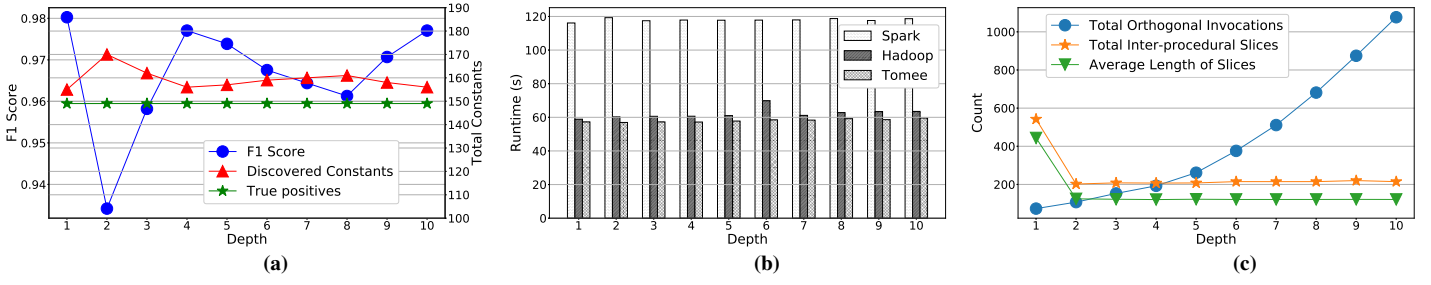 0.98
0.97
0.96
0.95
0.94
F1 Score
190
180
170
160
150
140
130
120
110
100
Total Constants
F1 Score
Discovered Constants
True positives
1 2 3 4 5 6 7 8 9 10
Depth
(a)
120
100
80
60
40
20
0
Runtime (s)
Spark
Hadoop
Tomee
1 2 3 4 5 6 7 8 9 10
Depth
(b)
1000
800
600
400
200
Count
Total Orthogonal Invocations
Total Inter-procedural Slices
Average Length of Slices
1 2 3 4 5 6 7 8 9 10
Depth
(c)